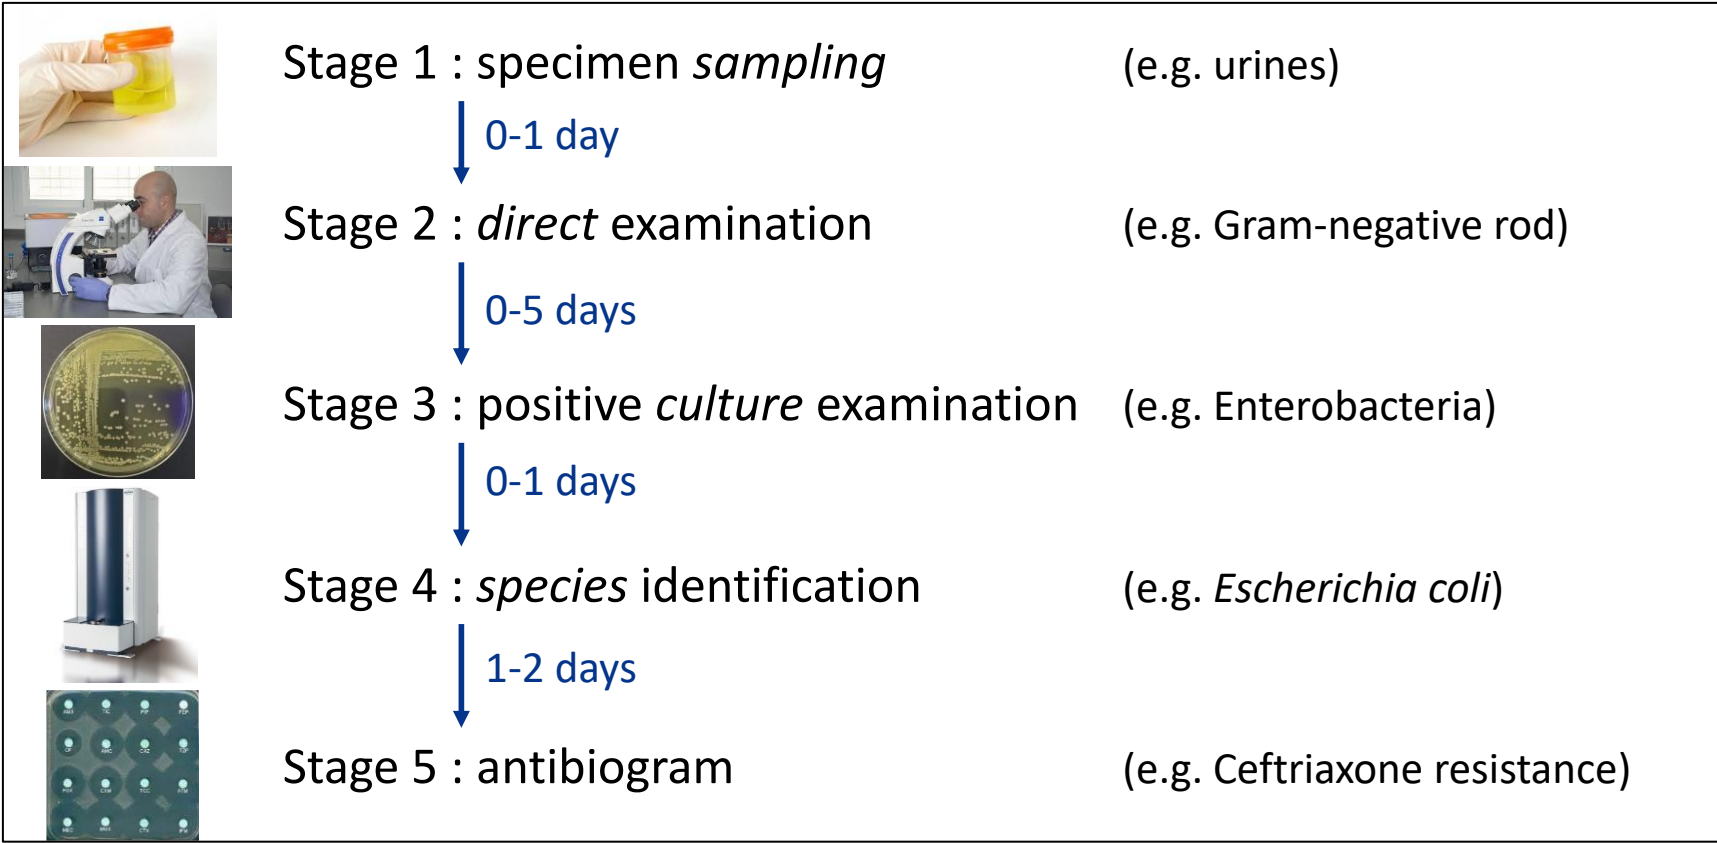 Stage 1 : specimen sampling (e.g. urines)
0-1 day
Stage 2 : direct examination (e.g. Gram-negative rod)
0-5 days
Stage 3 : positive culture examination (e.g. Enterobacteria)
0-1 days
Stage 4 : species identification (e.g. Escherichia coli)
1-2 days
Stage 5 : antibiogram (e.g. Ceftriaxone resistance)